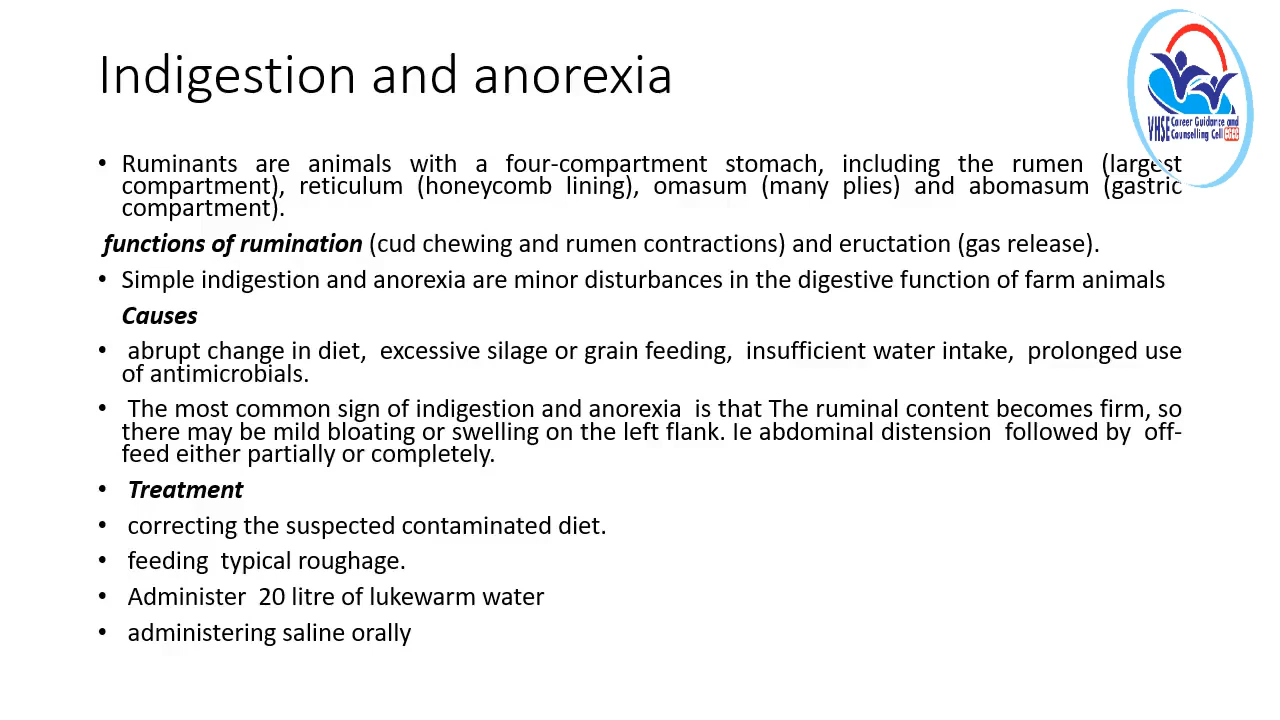 Indigestion and anorexia
VHSE Career Guidance and
Counselling Cell CGCC
• Ruminants are animals with a four-compartment stomach, including the rumen (largest
compartment), reticulum (honeycomb lining), omasum (many plies) and abomasum (gastric
compartment).
functions of rumination (cud chewing and rumen contractions) and eructation (gas release).
• Simple indigestion and anorexia are minor disturbances in the digestive function of farm animals
Causes
• abrupt change in diet, excessive silage or grain feeding, insufficient water intake, prolonged use
of antimicrobials.
• The most common sign of indigestion and anorexia is that The ruminal content becomes firm, so
there may be mild bloating or swelling on the left flank. Ie abdominal distension followed by off-
feed either partially or completely.
• Treatment
• correcting the suspected contaminated diet.
• feeding typical roughage.
• Administer 20 litre of lukewarm water
• administering saline orally